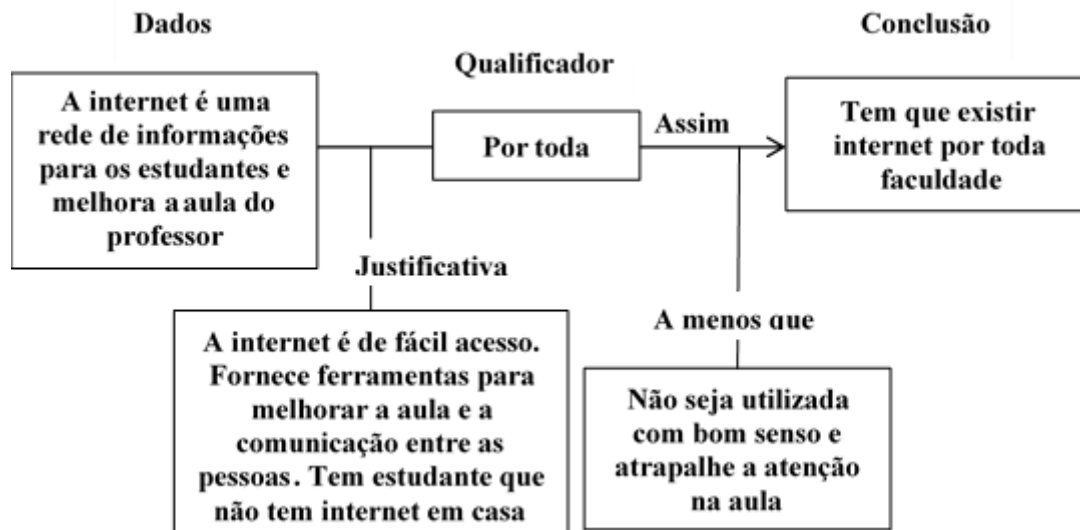 Dados
Conclusão
Qualificador
A internet é uma
rede de informações
para os estudantes e
melhora a aula do
professor
Por toda
Assim
Tem que existir
internet por toda
faculdade
Justificativa
A internet é de fácil acesso.
Fornece ferramentas para
melhorar a aula e a
comunicação entre as
pessoas. Tem estudante que
não tem internet em casa
A menos que
Não seja utilizada
com bom senso e
atrapalhe a atenção
na aula